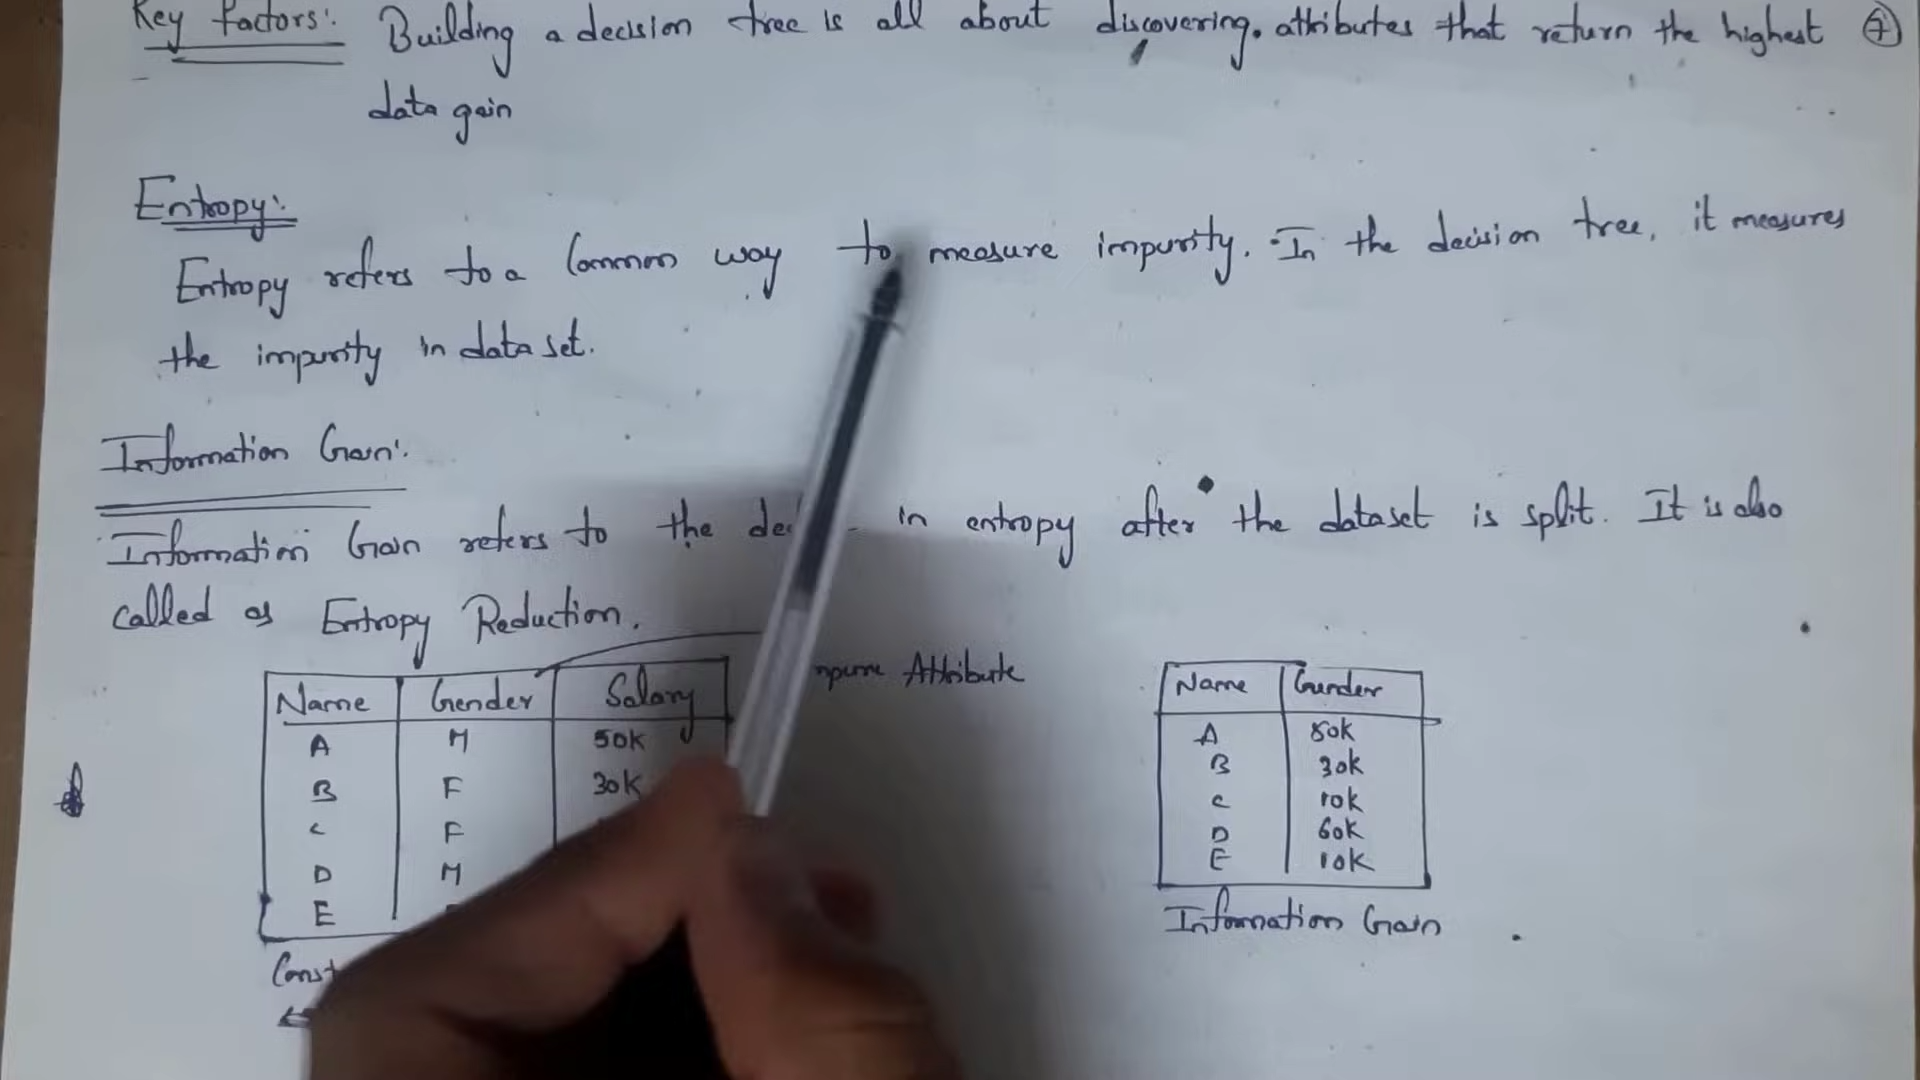 Key factors: Building a decision tree is all about discovering. attributes that return the highest 7
data gain
Entropy:
Entropy refers to a Common way to measure impurity. In the decision tree, it measures
the impurity in data set.
Information Gain:
Information Gain refers to the in entropy after the dataset is split. It is also
called as Entropy Reduction.
Attribute
Name Gender Salary
A M 50K
B F 30K
C F
D M
E
Name Gender
A 50K
B 30K
C 10K
D 60K
E 10K
Information Gain